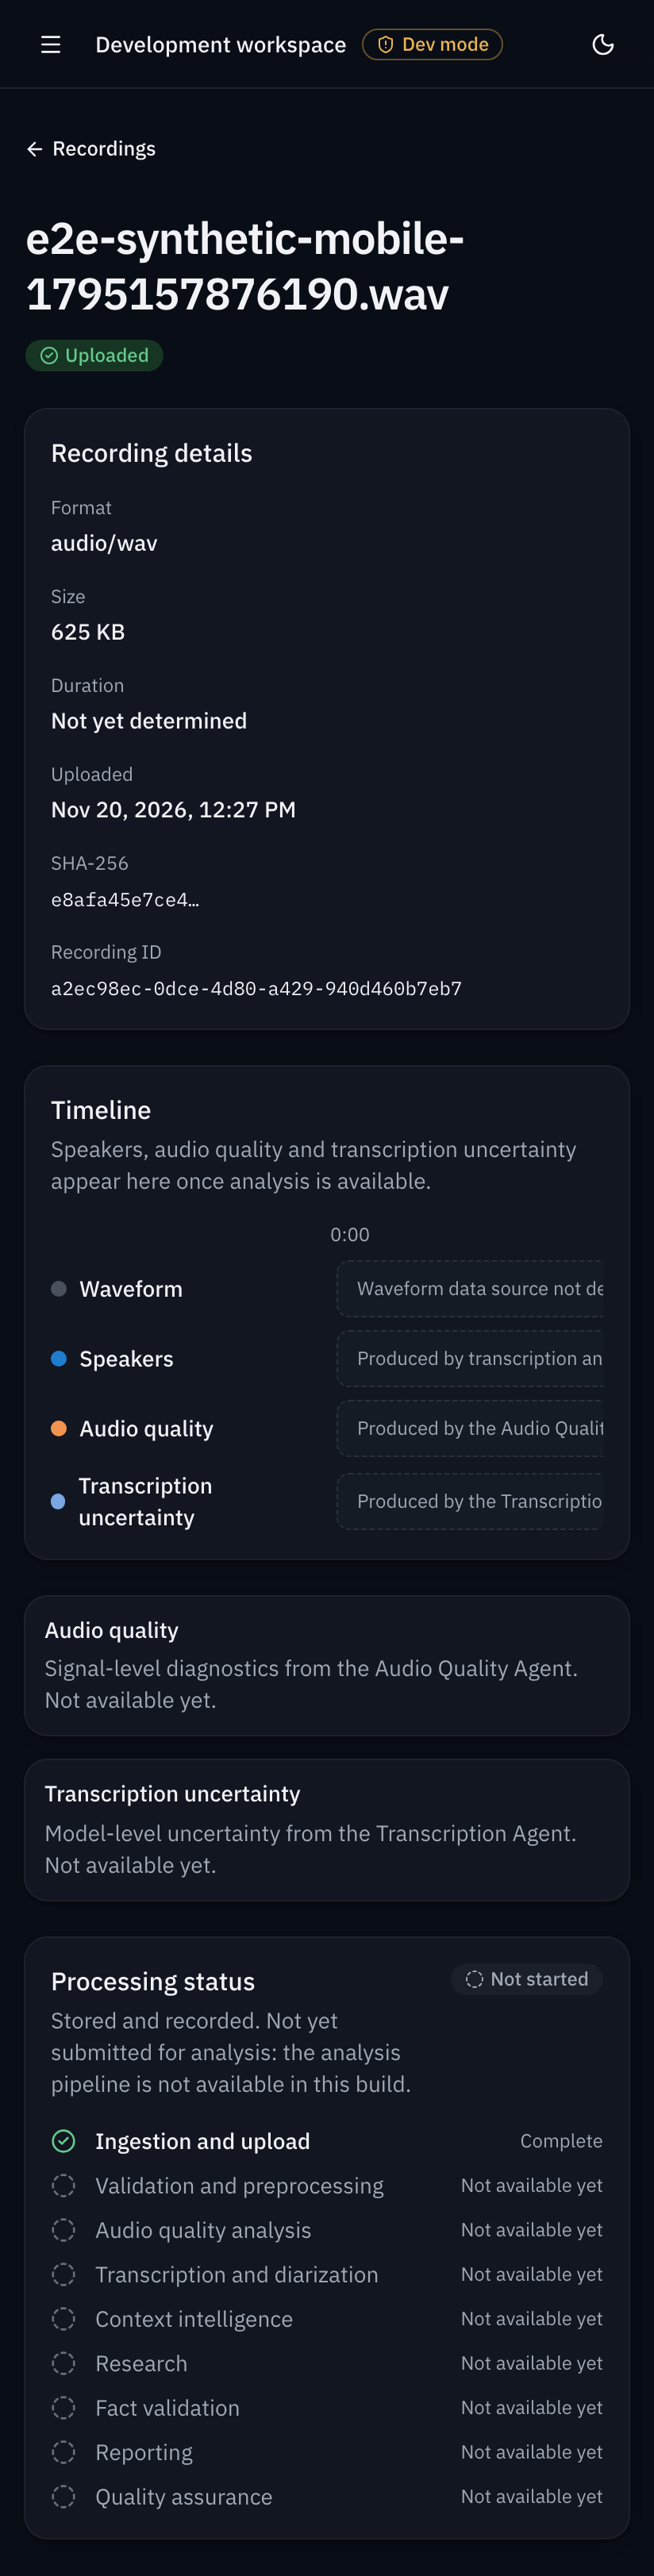 Development workspace
Dev mode
Recordings
e2e-synthetic-mobile-
1795157876190.wav
Uploaded
Recording details
Format
audio/wav
Size
625 KB
Duration
Not yet determined
Uploaded
Nov 20, 2026, 12:27 PM
SHA-256
e8afa45e7ce4…
Recording ID
a2ec98ec-0dce-4d80-a429-940d460b7eb7
Timeline
Speakers, audio quality and transcription uncertainty
appear here once analysis is available.
0:00
Waveform
Waveform data source not de
Speakers
Produced by transcription an
Audio quality
Produced by the Audio Qualit
Transcription
uncertainty
Produced by the Transcriptio
Audio quality
Signal-level diagnostics from the Audio Quality Agent.
Not available yet.
Transcription uncertainty
Model-level uncertainty from the Transcription Agent.
Not available yet.
Processing status
Not started
Stored and recorded. Not yet
submitted for analysis: the analysis
pipeline is not available in this build.
Ingestion and upload Complete
Validation and preprocessing Not available yet
Audio quality analysis Not available yet
Transcription and diarization Not available yet
Context intelligence Not available yet
Research Not available yet
Fact validation Not available yet
Reporting Not available yet
Quality assurance Not available yet